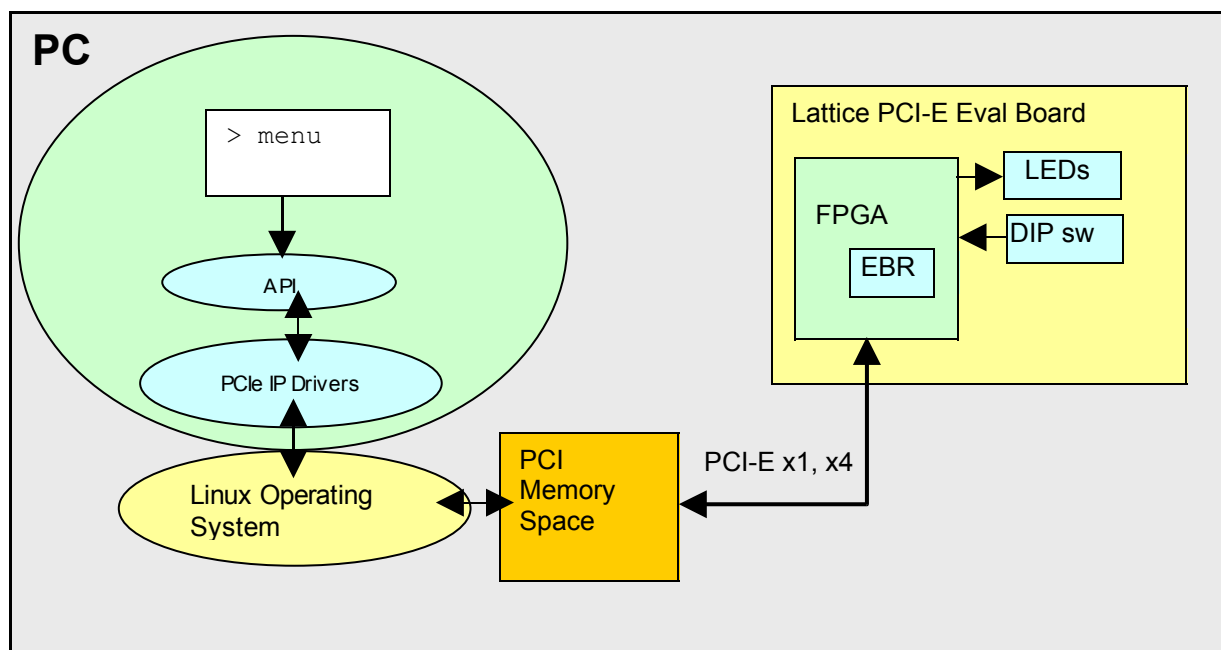 PC
> menu
API
PCIe IP Drivers
Linux Operating
System
PCI
Memory
Space
PCI-E x1, x4
Lattice PCI-E Eval Board
FPGA
EBR
LEDs
DIP sw